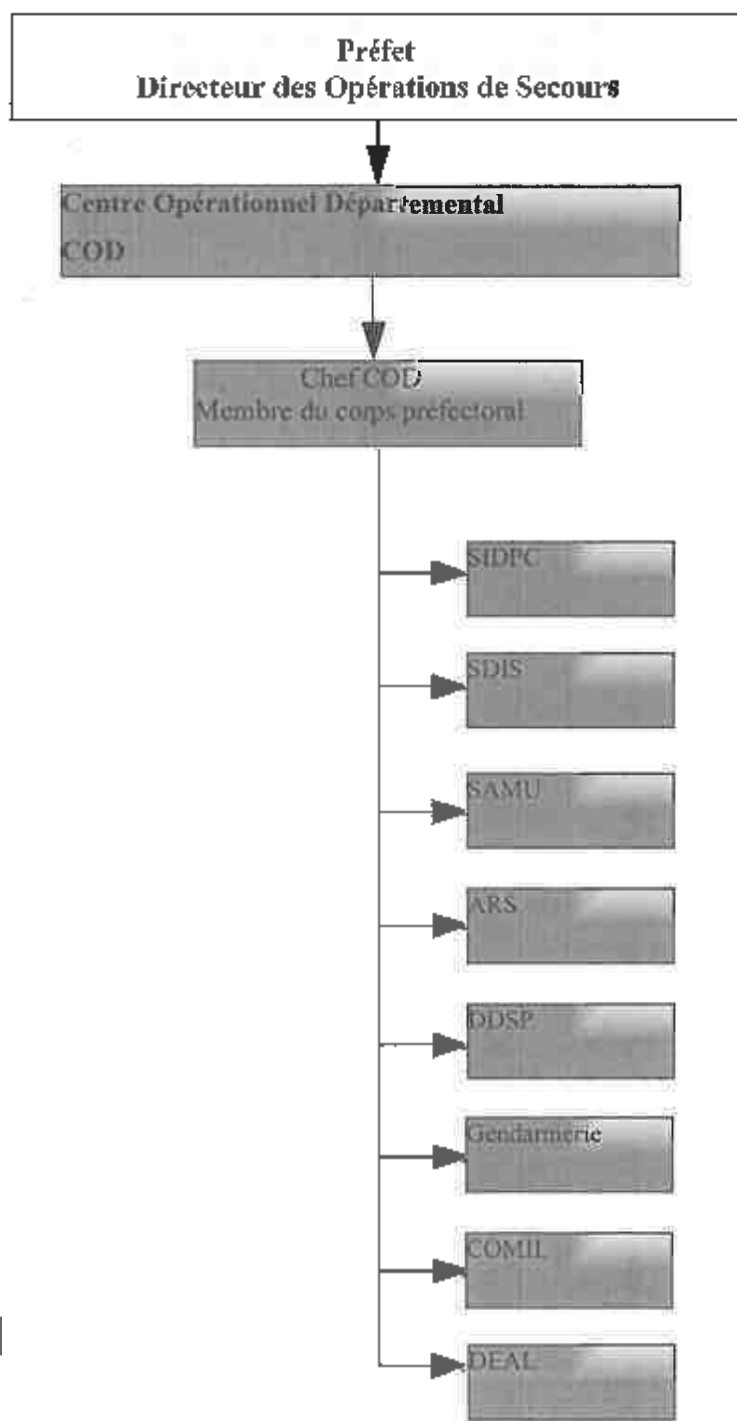 Préfet
Directeur des Opérations de Secours
Centre Opérationnel Départemental
COD
Chef COD
Membre du corps préfectoral
SIDPC
SDIS
SAMU
ARS
DDSP
Gendarmerie
COMIL
DEAL